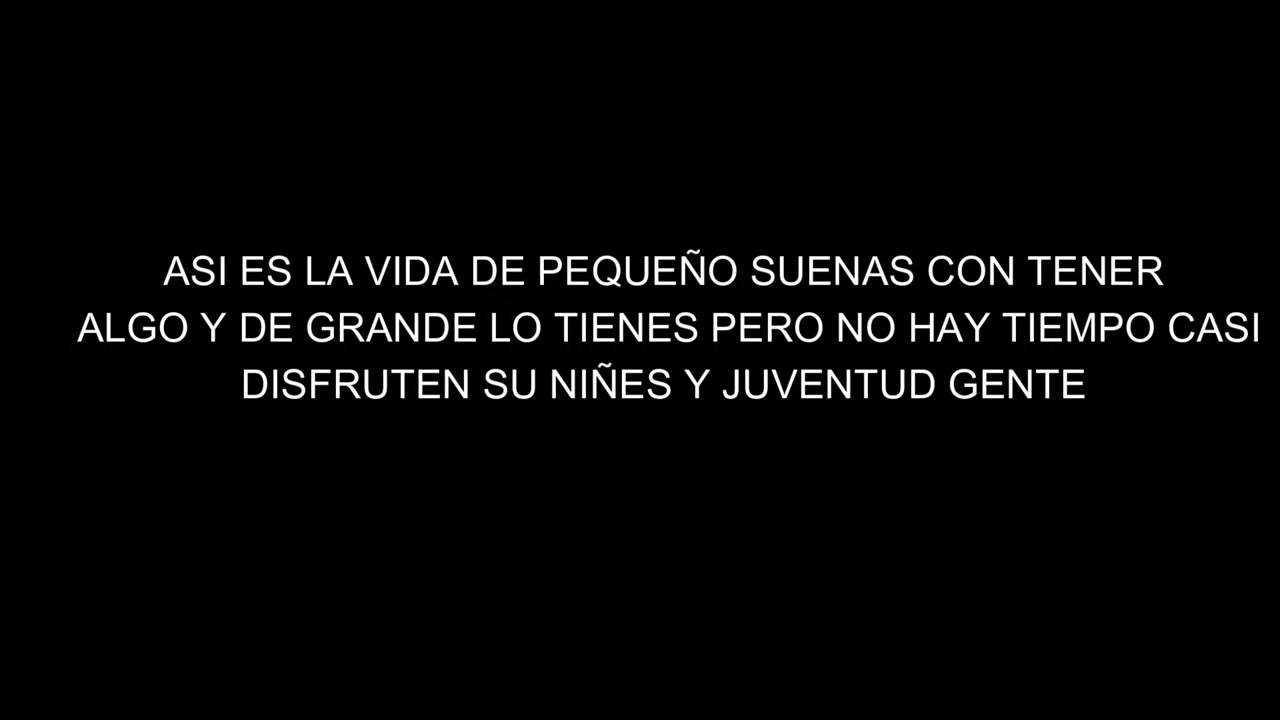 ASI ES LA VIDA DE PEQUEÑO SUENAS CON TENER
ALGO Y DE GRANDE LO TIENES PERO NO HAY TIEMPO CASI
DISFRUTEN SU NIÑES Y JUVENTUD GENTE